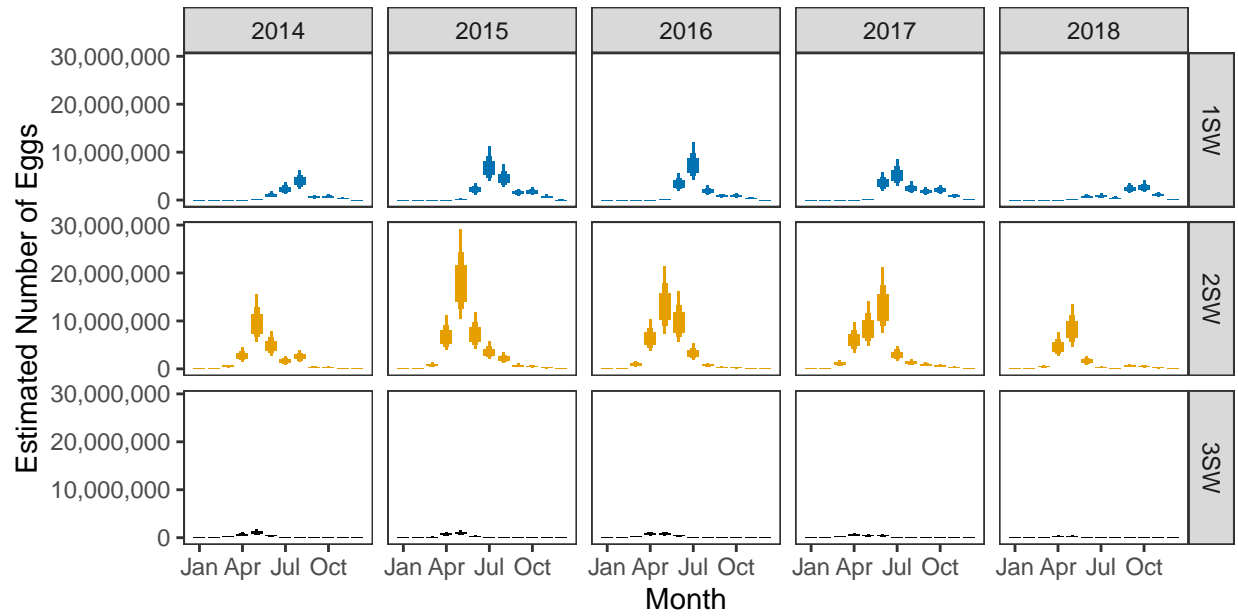 2014 2015 2016 2017 2018
Estimated Number of Eggs
30,000,000
20,000,000
10,000,000
0
1SW
30,000,000
20,000,000
10,000,000
0
2SW
30,000,000
20,000,000
10,000,000
0
3SW
Jan Apr Jul Oct Jan Apr Jul Oct Jan Apr Jul Oct Jan Apr Jul Oct Jan Apr Jul Oct
Month